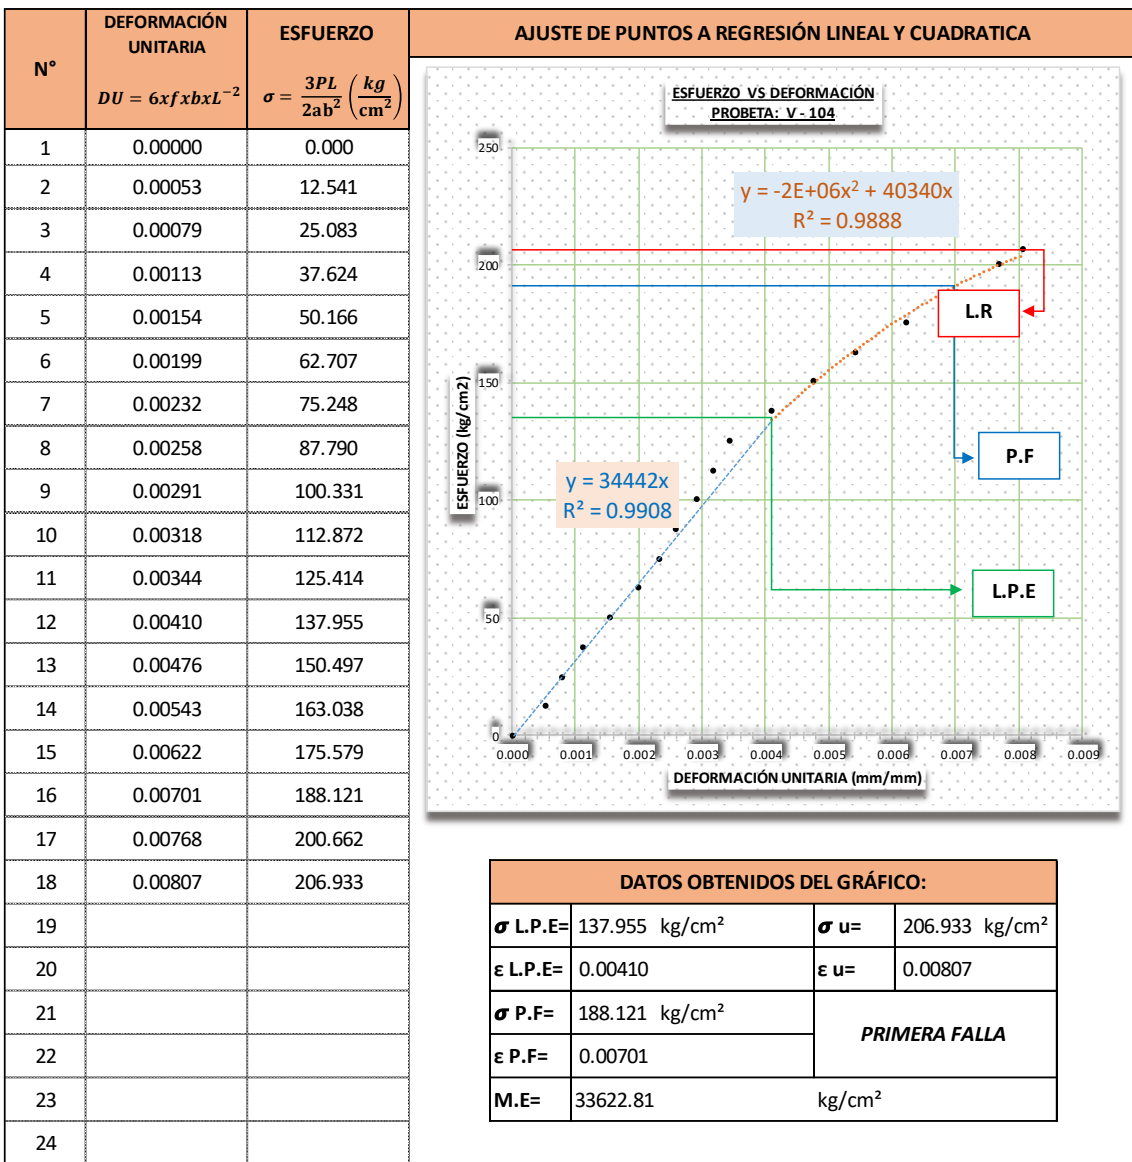 N°
DEFORMACIÓN UNITARIA
DU = 6xfxbxL⁻²
ESFUERZO
σ = 3PL/2ab² (kg/cm²)
AJUSTE DE PUNTOS A REGRESIÓN LINEAL Y CUADRATICA
1 0.00000 0.000
2 0.00053 12.541
3 0.00079 25.083
4 0.00113 37.624
5 0.00154 50.166
6 0.00199 62.707
7 0.00232 75.248
8 0.00258 87.790
9 0.00291 100.331
10 0.00318 112.872
11 0.00344 125.414
12 0.00410 137.955
13 0.00476 150.497
14 0.00543 163.038
15 0.00622 175.579
16 0.00701 188.121
17 0.00768 200.662
18 0.00807 206.933
19
20
21
22
23
24
ESFUERZO VS DEFORMACIÓN
PROBETA: V - 104
y = -2E+06x² + 40340x
R² = 0.9888
y = 34442x
R² = 0.9908
L.R
P.F
L.P.E
ESFUERZO (kg/cm2)
250
200
150
100
50
0
0.000 0.001 0.002 0.003 0.004 0.005 0.006 0.007 0.008 0.009
DEFORMACIÓN UNITARIA (mm/mm)
DATOS OBTENIDOS DEL GRÁFICO:
σ L.P.E= 137.955 kg/cm² σ u= 206.933 kg/cm²
ε L.P.E= 0.00410 ε u= 0.00807
σ P.F= 188.121 kg/cm²
PRIMERA FALLA
ε P.F= 0.00701
M.E= 33622.81 kg/cm²